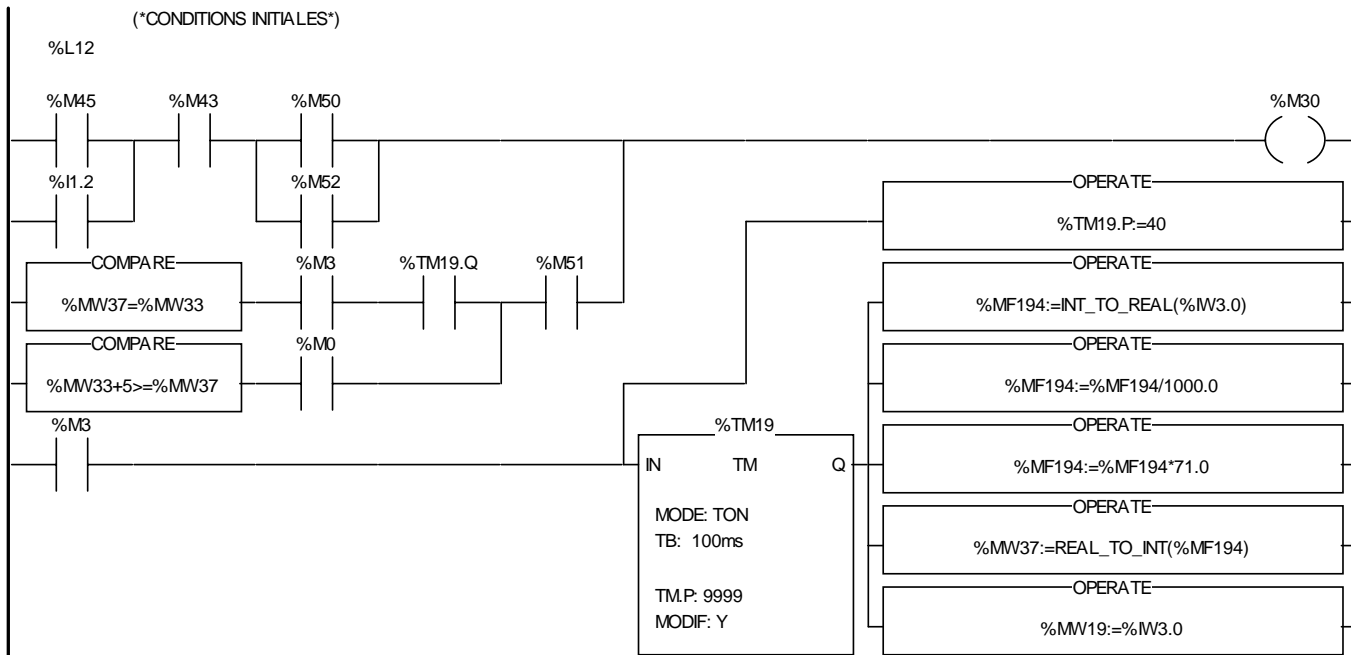 (*CONDITIONS INITIALES*)
%L12
%M45 %M43 %M50 %M30
%I1.2 %M52 OPERATE
%TM19.P:=40
COMPARE %M3 %TM19.Q %M51 OPERATE
%MW37=%MW33 %MF194:=INT_TO_REAL(%IW3.0)
COMPARE %M0 OPERATE
%MW33+5>=%MW37 %MF194:=%MF194/1000.0
%M3 %TM19 OPERATE
IN TM Q %MF194:=%MF194*71.0
MODE: TON OPERATE
TB: 100ms %MW37:=REAL_TO_INT(%MF194)
TM.P: 9999 OPERATE
MODIF: Y %MW19:=%IW3.0